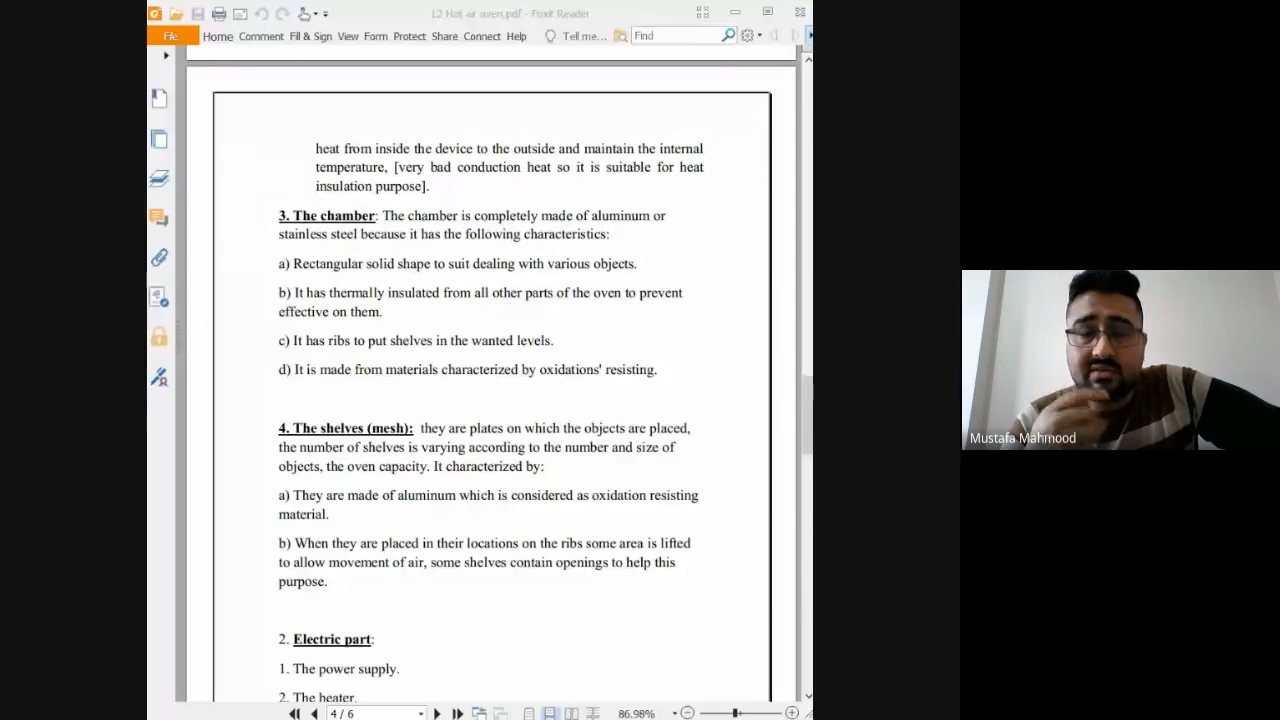 L2 Hot ar oven.pdf - Foxit Reader
File Home Comment Fill & Sign View Form Protect Share Connect Help Tell me... Find
heat from inside the device to the outside and maintain the internal
temperature, [very bad conduction heat so it is suitable for heat
insulation purpose].
3. The chamber: The chamber is completely made of aluminum or
stainless steel because it has the following characteristics:
a) Rectangular solid shape to suit dealing with various objects.
b) It has thermally insulated from all other parts of the oven to prevent
effective on them.
c) It has ribs to put shelves in the wanted levels.
d) It is made from materials characterized by oxidations' resisting.
4. The shelves (mesh): they are plates on which the objects are placed,
the number of shelves is varying according to the number and size of
objects, the oven capacity. It characterized by:
a) They are made of aluminum which is considered as oxidation resisting
material.
b) When they are placed in their locations on the ribs some area is lifted
to allow movement of air, some shelves contain openings to help this
purpose.
2. Electric part:
1. The power supply.
2. The heater.
4 / 6
86.98%
Mustafa Mahmood